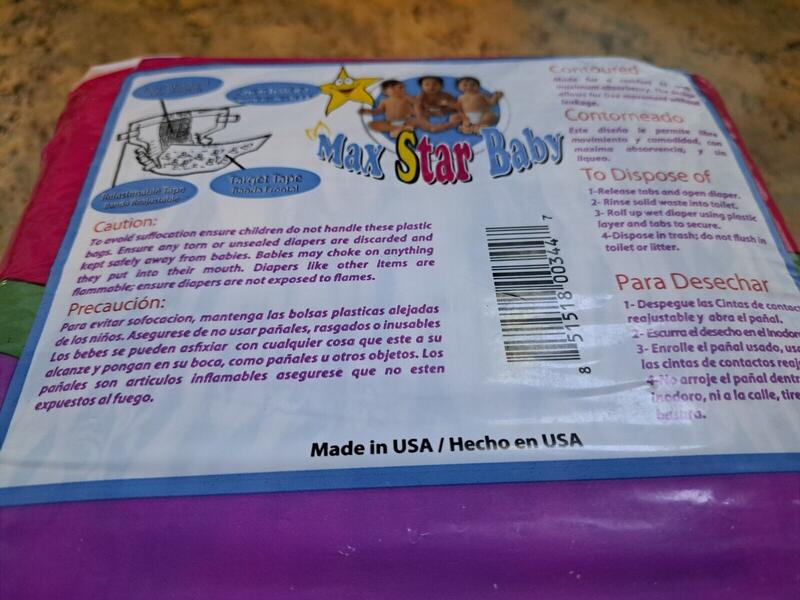 Relastenable Tape
Banda Reajustable
Target Tape
Banda Frontal
Max Star Baby
Contoured
Contorneado
Este diseño le permite libre
movimiento y comodidad, con
maxima absorvencia, y sin
liqueo.
To Dispose of
1-Release tabs and open diaper.
2- Rinse solid waste into toilet.
3- Roll up wet diaper using plastic
layer and tabs to secure.
4-Dispose in trash; do not flush in
toilet or litter.
Caution:
To avoid suffocation ensure children do not handle these plastic
bags. Ensure any torn or unsealed diapers are discarded and
kept safely away from babies. Babies may choke on anything
they put into their mouth. Diapers like other items are
flammable; ensure diapers are not exposed to flames.
Precaución:
Para evitar sofocacion, mantenga las bolsas plasticas alejadas
de los niños. Asegurese de no usar pañales, rasgados o inusables
Los bebes se pueden asfixiar con cualquier cosa que este a su
alcanze y pongan en su boca, como pañales u otros objetos. Los
pañales son articulos inflamables asegurese que no esten
expuestos al fuego.
8 51518 00344 7
Para Desechar
1- Despegue las Cintas de contac
reajustable y abra el pañal.
2- Escurra el desecho en el inodor
3- Enrolle el pañal usado, us
las cintas de contactos reaj
4-No arroje el pañal dentr
inodoro, ni a la calle, tire
basura.
Made in USA / Hecho en USA